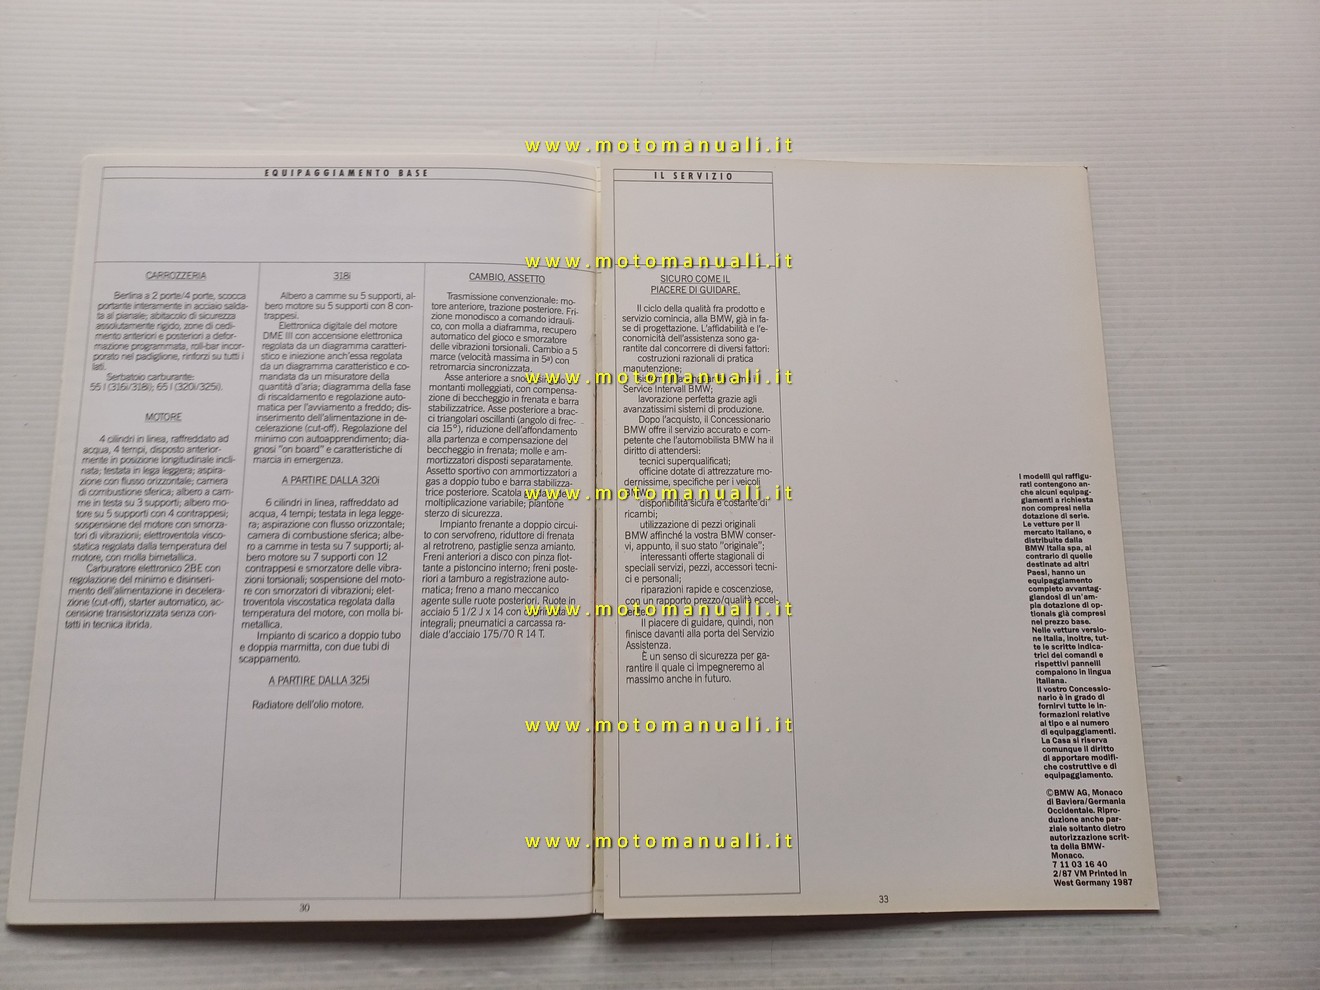 www.motomanuali.it
EQUIPAGGIAMENTO BASE
CARROZZERIA
Berlina a 2 porte/4 porte, scocca
portante interamente in acciaio salda-
ta al pianale; abitacolo di sicurezza
assolutamente rigido, zone di cedi-
mento anteriori e posteriori a defor-
mazione programmata, roll-bar incor-
porato nel padiglione, rinforzi su tutti i
lati.
Serbatoio carburante:
55 l (316i/318i); 65 l (320i/325i).
MOTORE
4 cilindri in linea, raffreddato ad
acqua, 4 tempi, disposto anterior-
mente in posizione longitudinale incli-
nata; testata in lega leggera; aspira-
zione con flusso orizzontale; camera
di combustione sferica; albero a cam-
me in testa su 3 supporti; albero mo-
tore su 5 supporti con 4 contrappesi;
sospensione del motore con smorza-
tori di vibrazioni; elettroventola visco-
statica regolata dalla temperatura del
motore, con molla bimetallica.
Carburatore elettronico 2BE con
regolazione del minimo e disinseri-
mento dell'alimentazione in decelera-
zione (cut-off), starter automatico, ac-
censione transistorizzata senza con-
tatti in tecnica ibrida.
318i
Albero a camme su 5 supporti, al-
bero motore su 5 supporti con 8 con-
trappesi.
Elettronica digitale del motore
DME III con accensione elettronica
regolata da un diagramma caratteri-
stico e iniezione anch'essa regolata
da un diagramma caratteristico e co-
mandata da un misuratore della
quantità d'aria; diagramma della fase
di riscaldamento e regolazione auto-
matica per l'avviamento a freddo; dis-
inserimento dell'alimentazione in de-
celerazione (cut-off). Regolazione del
minimo con autoapprendimento; dia-
gnosi "on board" e caratteristiche di
marcia in emergenza.
A PARTIRE DALLA 320i
6 cilindri in linea, raffreddato ad
acqua, 4 tempi; testata in lega legge-
ra; aspirazione con flusso orizzontale;
camera di combustione sferica; albe-
ro a camme in testa su 7 supporti; al-
bero motore su 7 supporti con 12
contrappesi e smorzatore delle vibra-
zioni torsionali; sospensione del moto-
re con smorzatori di vibrazioni; elet-
troventola viscostatica regolata dalla
temperatura del motore, con molla bi-
metallica.
Impianto di scarico a doppio tubo
e doppia marmitta, con due tubi di
scappamento.
A PARTIRE DALLA 325i
Radiatore dell'olio motore.
CAMBIO, ASSETTO
Trasmissione convenzionale: mo-
tore anteriore, trazione posteriore. Fri-
zione monodisco a comando idrauli-
co, con molla a diaframma, recupero
automatico del gioco e smorzatore
delle vibrazioni torsionali. Cambio a 5
marce (velocità massima in 5ª) con
retromarcia sincronizzata.
Asse anteriore a snodo
montanti molleggiati, con compensa-
zione di beccheggio in frenata e barra
stabilizzatrice. Asse posteriore a brac-
ci triangolari oscillanti (angolo di frec-
cia 15°), riduzione dell'affondamento
alla partenza e compensazione del
beccheggio in frenata; molle e am-
mortizzatori disposti separatamente.
Assetto sportivo con ammortizzatori a
gas a doppio tubo e barra stabilizza-
trice posteriore. Scatola
moltiplicazione variabile; piantone
sterzo di sicurezza.
Impianto frenante a doppio circui-
to con servofreno, riduttore di frenata
al retrotreno, pastiglie senza amianto.
Freni anteriori a disco con pinza flot-
tante a pistoncino interno; freni poste-
riori a tamburo a registrazione auto-
matica; freno a mano meccanico
agente sulle ruote posteriori. Ruote in
acciaio 5 1/2 J x 14 con
integrali; pneumatici a carcassa ra-
diale d'acciaio 175/70 R 14 T.
30
IL SERVIZIO
SICURO COME IL
PIACERE DI GUIDARE.
Il ciclo della qualità fra prodotto e
servizio comincia, alla BMW, già in fa-
se di progettazione. L'affidabilità e l'e-
conomicità dell'assistenza sono ga-
rantite dal concorrere di diversi fattori:
costruzioni razionali di pratica
manutenzione;
Service Intervall BMW;
lavorazione perfetta grazie agli
avanzatissimi sistemi di produzione.
Dopo l'acquisto, il Concessionario
BMW offre il servizio accurato e com-
petente che l'automobilista BMW ha il
diritto di attendersi:
tecnici superqualificati;
officine dotate di attrezzature mo-
dernissime, specifiche per i veicoli
disponibilità sicura e costante di
ricambi;
utilizzazione di pezzi originali
BMW affinché la vostra BMW conser-
vi, appunto, il suo stato "originale";
interessanti offerte stagionali di
speciali servizi, pezzi, accessori tecni-
ci e personali;
riparazioni rapide e coscienziose,
con un rapporto prezzo/qualità eccel-
Il piacere di guidare, quindi, non
finisce davanti alla porta del Servizio
Assistenza.
È un senso di sicurezza per ga-
rantire il quale ci impegneremo al
massimo anche in futuro.
33
I modelli qui raffigu-
rati contengono an-
che alcuni equipag-
giamenti a richiesta
non compresi nella
dotazione di serie.
Le vetture per il
mercato italiano, e
distribuite dalla
BMW Italia spa, al
contrario di quelle
destinate ad altri
Paesi, hanno un
equipaggiamento
completo avvantag-
giandosi di un'am-
pia dotazione di op-
tionals già compresi
nel prezzo base.
Nelle vetture versio-
ne Italia, inoltre, tut-
te le scritte indica-
trici dei comandi e
rispettivi pannelli
compaiono in lingua
italiana.
Il vostro Concessio-
nario è in grado di
fornirvi tutte le in-
formazioni relative
al tipo e al numero
di equipaggiamenti.
La Casa si riserva
comunque il diritto
di apportare modifi-
che costruttive e di
equipaggiamento.
©BMW AG, Monaco
di Baviera/Germania
Occidentale. Ripro-
duzione anche par-
ziale soltanto dietro
autorizzazione scrit-
ta della BMW-
Monaco.
7 11 03 16 40
2/87 VM Printed in
West Germany 1987
www.motomanuali.it
www.motomanuali.it
www.motomanuali.it
www.motomanuali.it
www.motomanuali.it
www.motomanuali.it